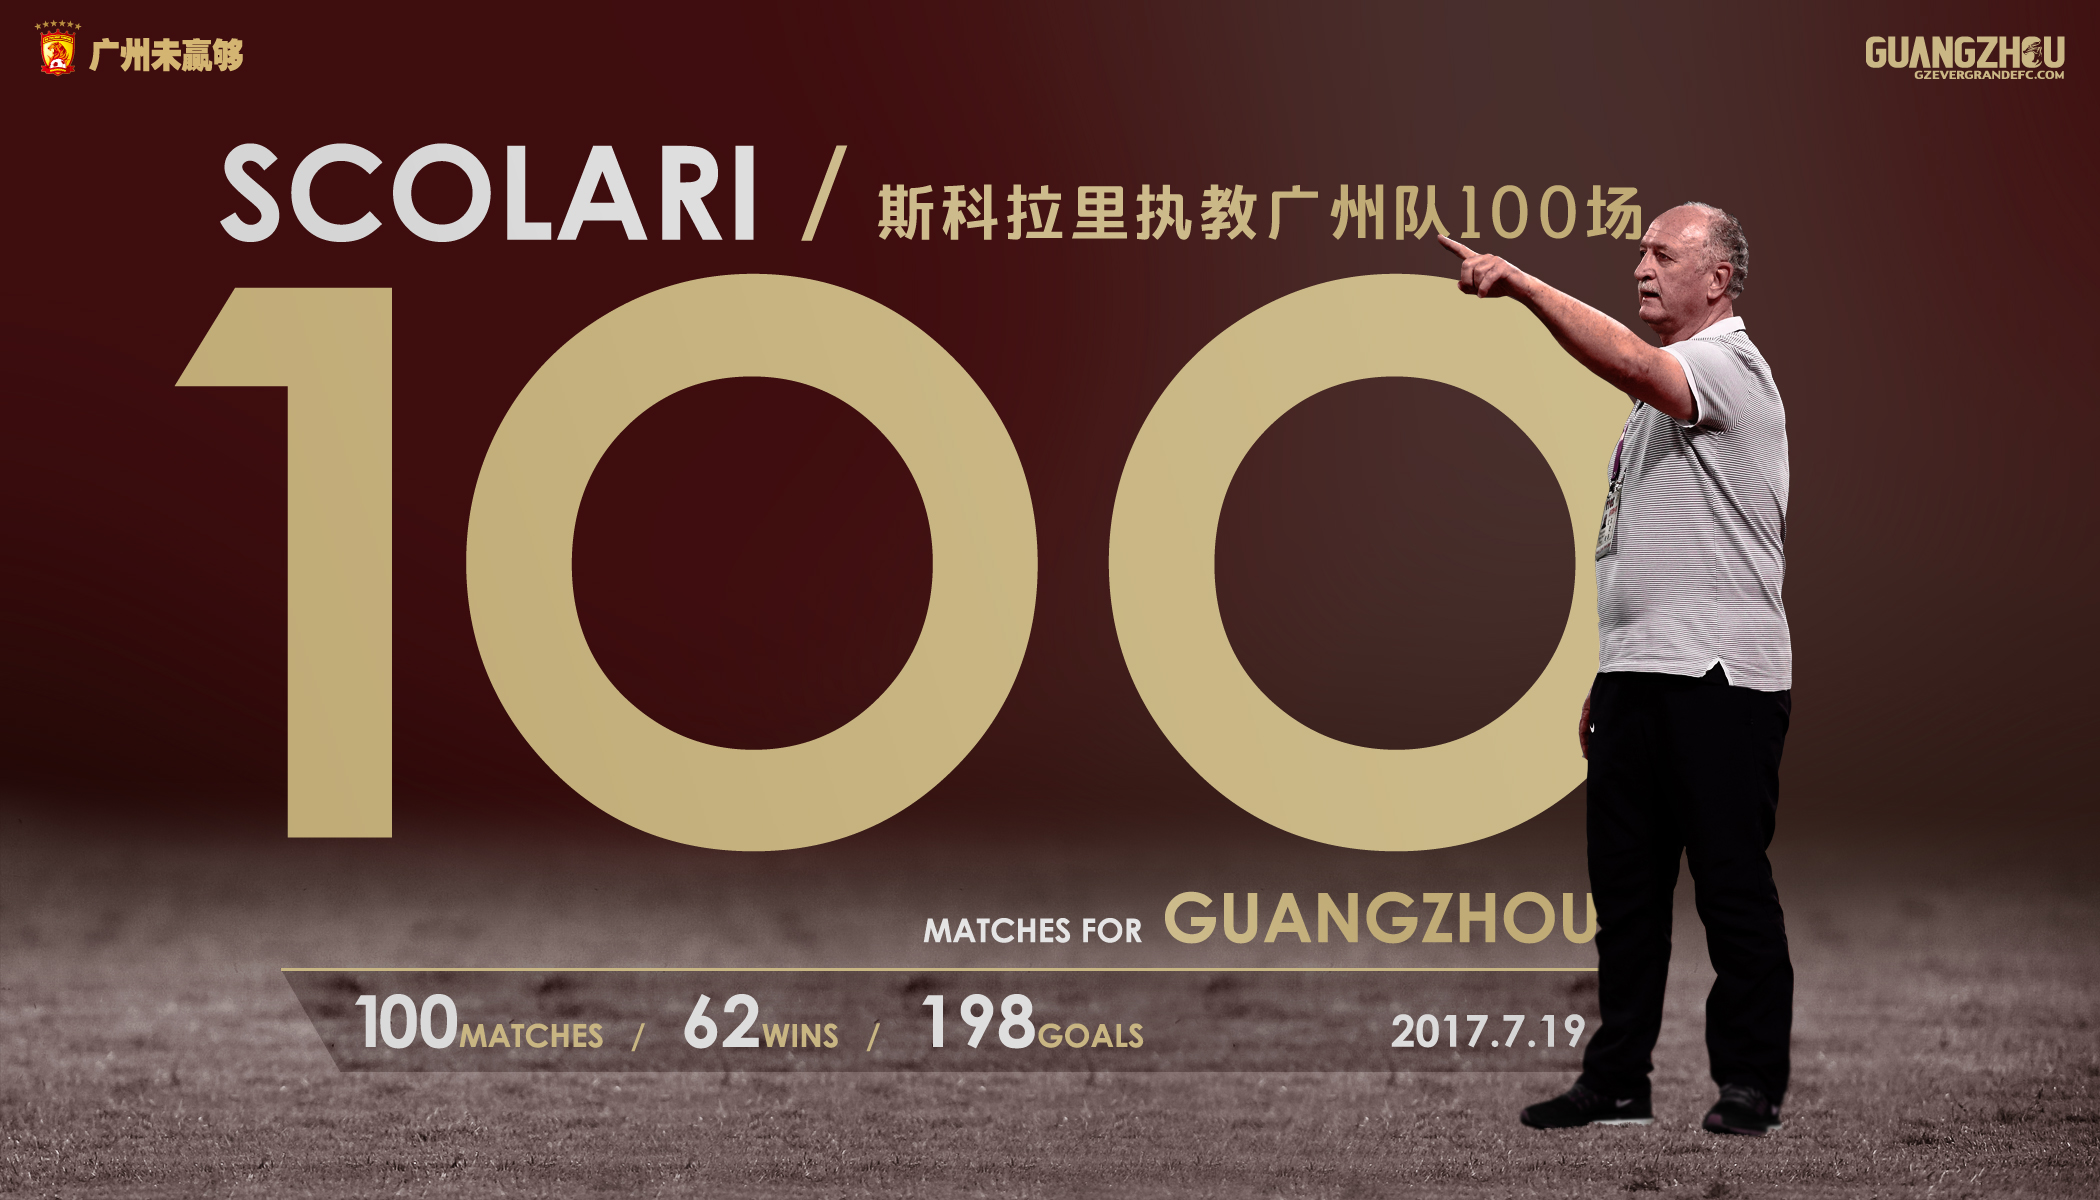 广州未赢够
GUANGZHOU
GZEVERGRANDEFC.COM
SCOLARI / 斯科拉里执教广州队100场
100
MATCHES FOR GUANGZHOU
100MATCHES / 62WINS / 198GOALS 2017.7.19